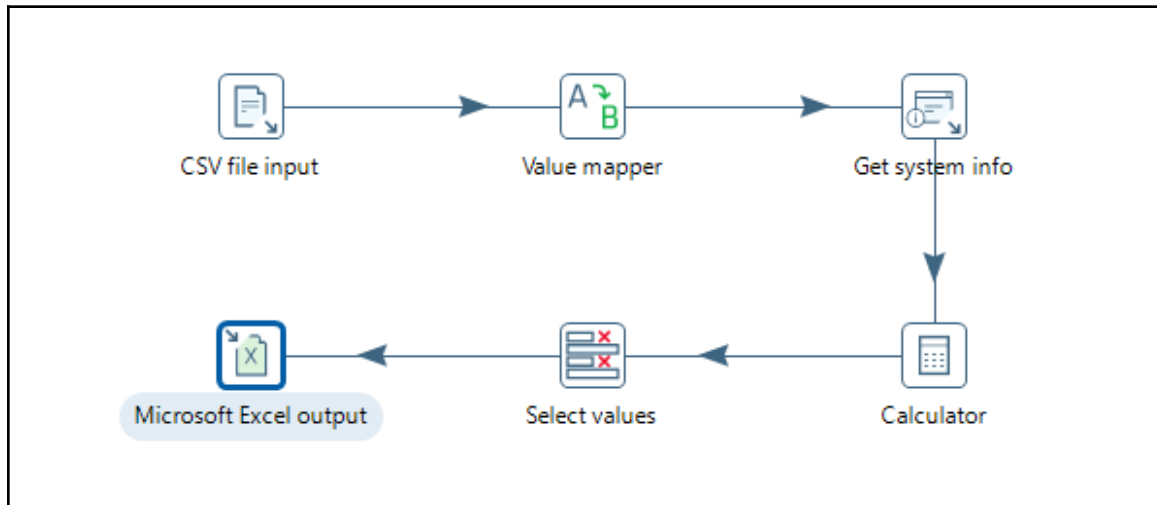 A
B
CSV file input
Value mapper
Get system info
X
Microsoft Excel output
Select values
Calculator